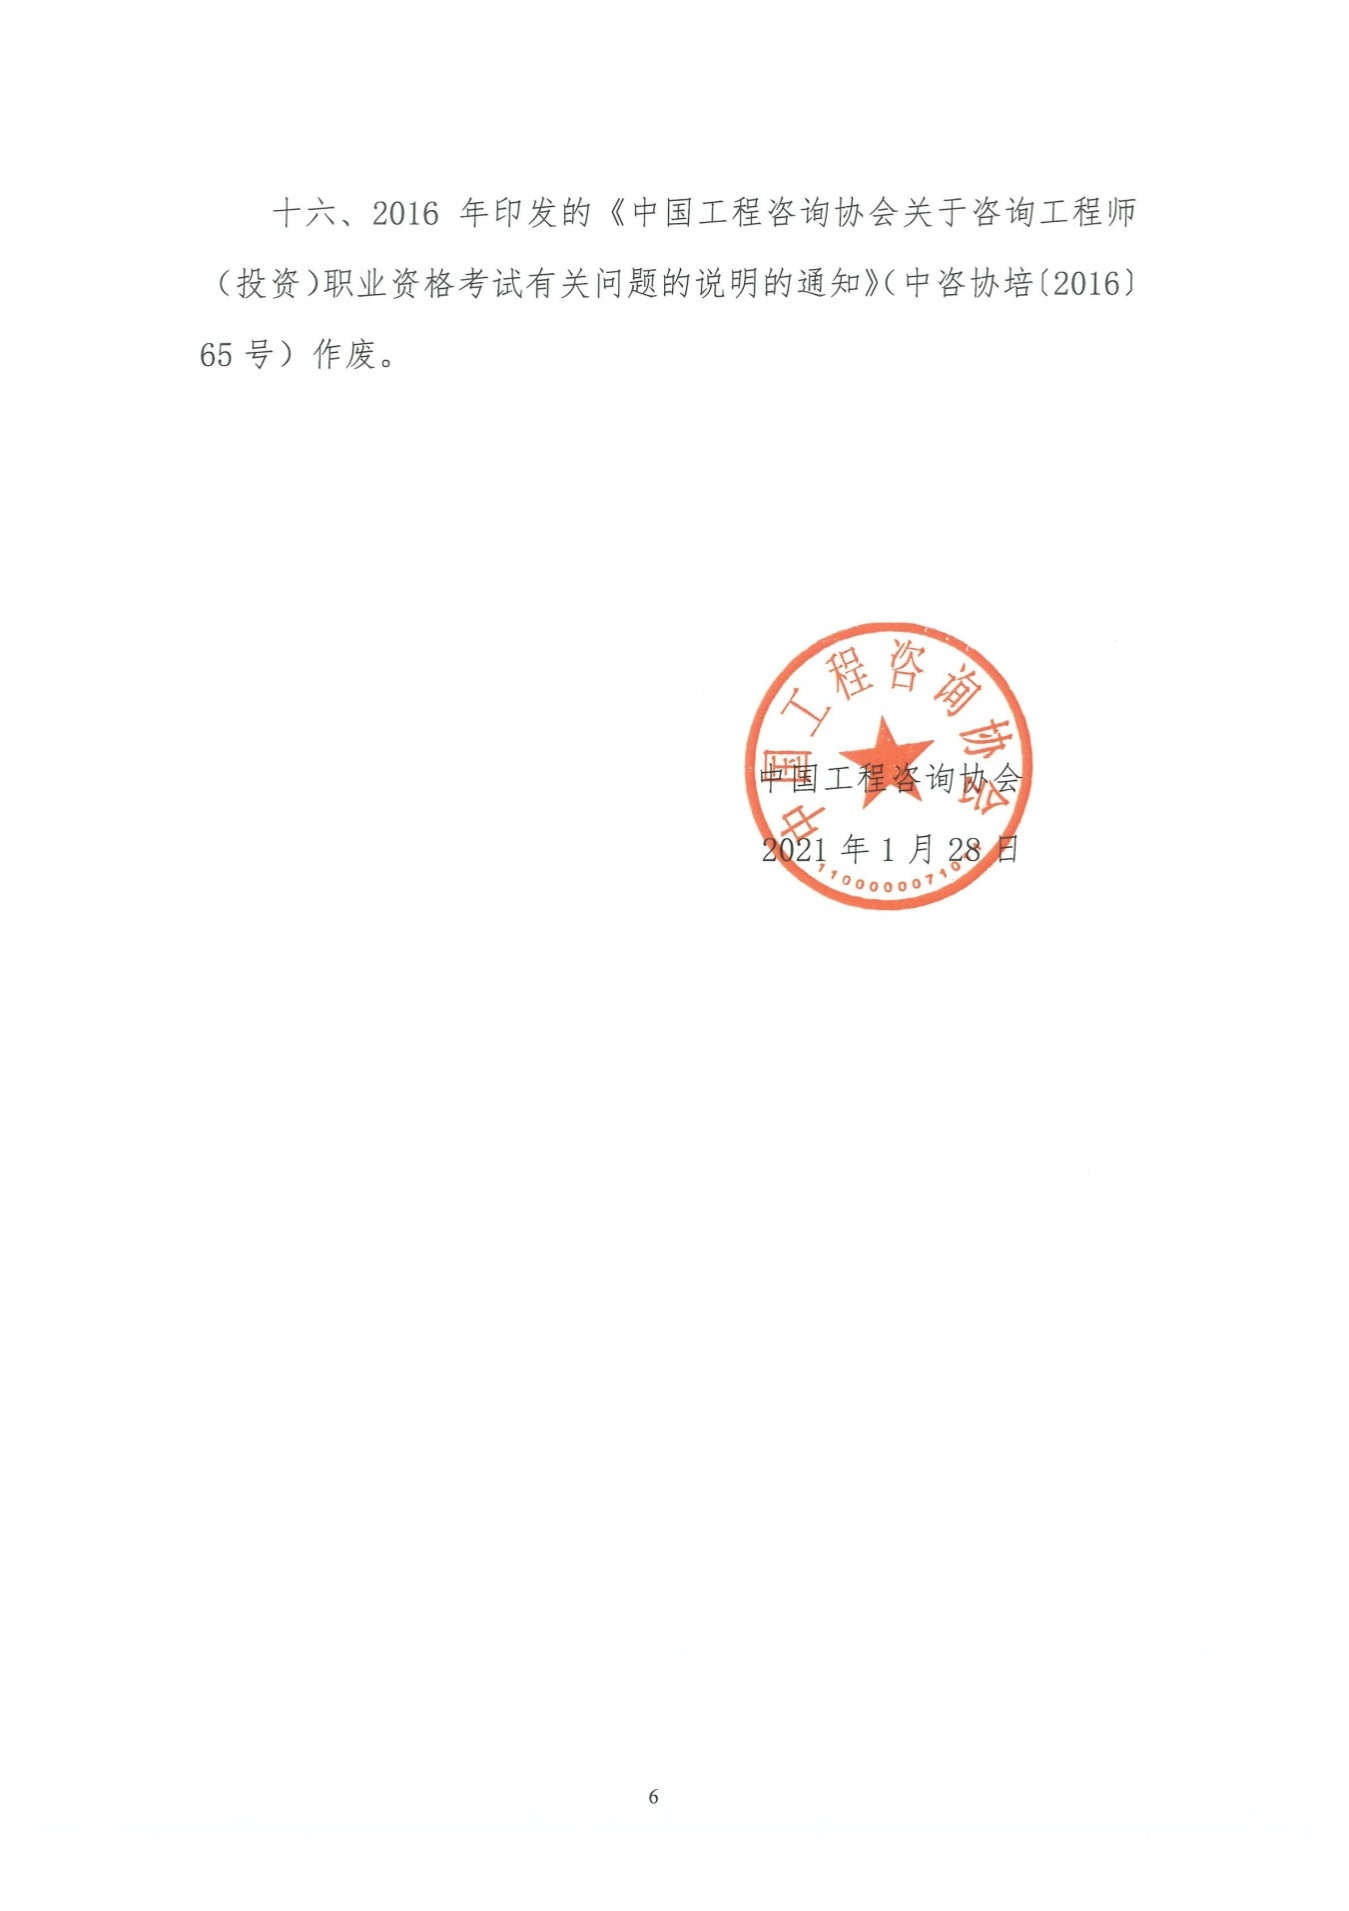 十六、2016 年印发的《中国工程咨询协会关于咨询工程师
（投资）职业资格考试有关问题的说明的通知》（中咨协培〔2016〕
65 号）作废。
中国工程咨询协会
中国工程咨询协会
2021 年 1 月 28 日
6